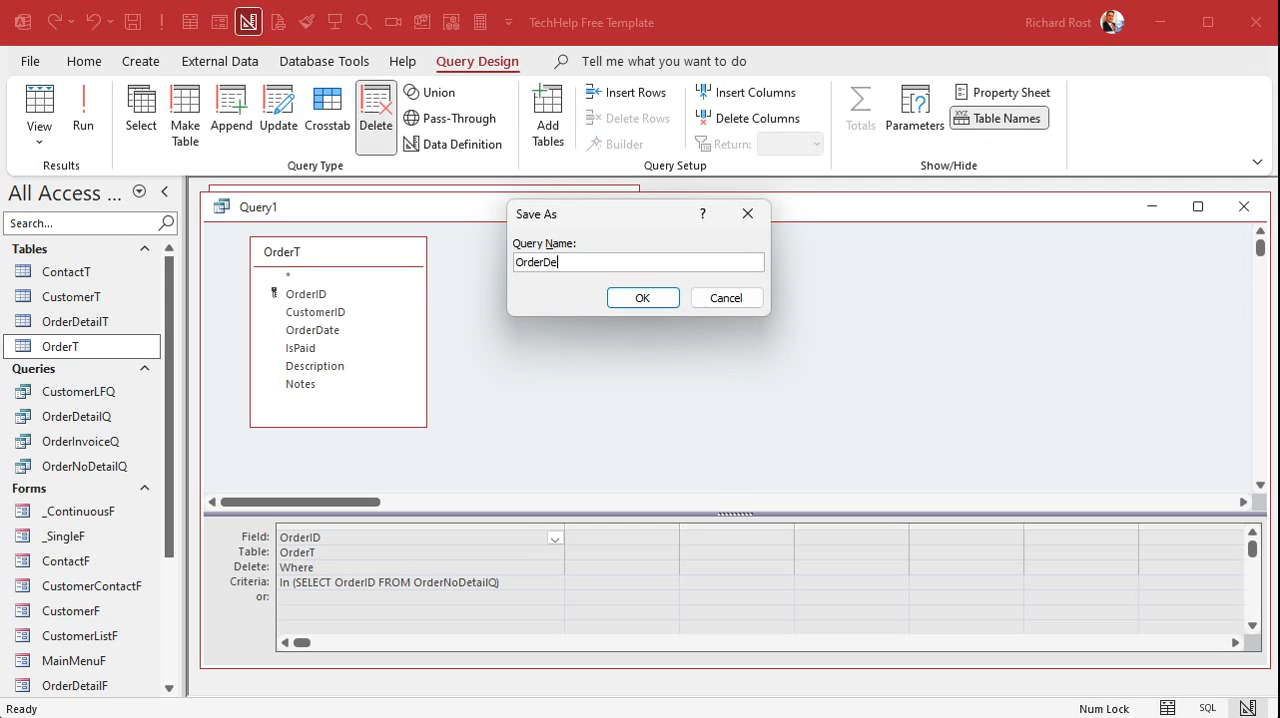 TechHelp Free Template
Richard Rost
File Home Create External Data Database Tools Help Query Design Tell me what you want to do
View
Run
Results
Select
Make Table
Append
Update
Crosstab
Delete
Union
Pass-Through
Data Definition
Query Type
Add Tables
Insert Rows
Delete Rows
Builder
Insert Columns
Delete Columns
Return:
Query Setup
Totals
Parameters
Property Sheet
Table Names
Show/Hide
All Access ...
Search...
Tables
ContactT
CustomerT
OrderDetailT
OrderT
Queries
CustomerLFQ
OrderDetailQ
OrderInvoiceQ
OrderNoDetailQ
Forms
_ContinuousF
_SingleF
ContactF
CustomerContactF
CustomerF
CustomerListF
MainMenuF
OrderDetailF
Query1
OrderT
*
OrderID
CustomerID
OrderDate
IsPaid
Description
Notes
Save As
?
Query Name:
OrderDe
OK
Cancel
Field: OrderID
Table: OrderT
Delete: Where
Criteria: In (SELECT OrderID FROM OrderNoDetailQ)
or:
Ready
Num Lock
SQL